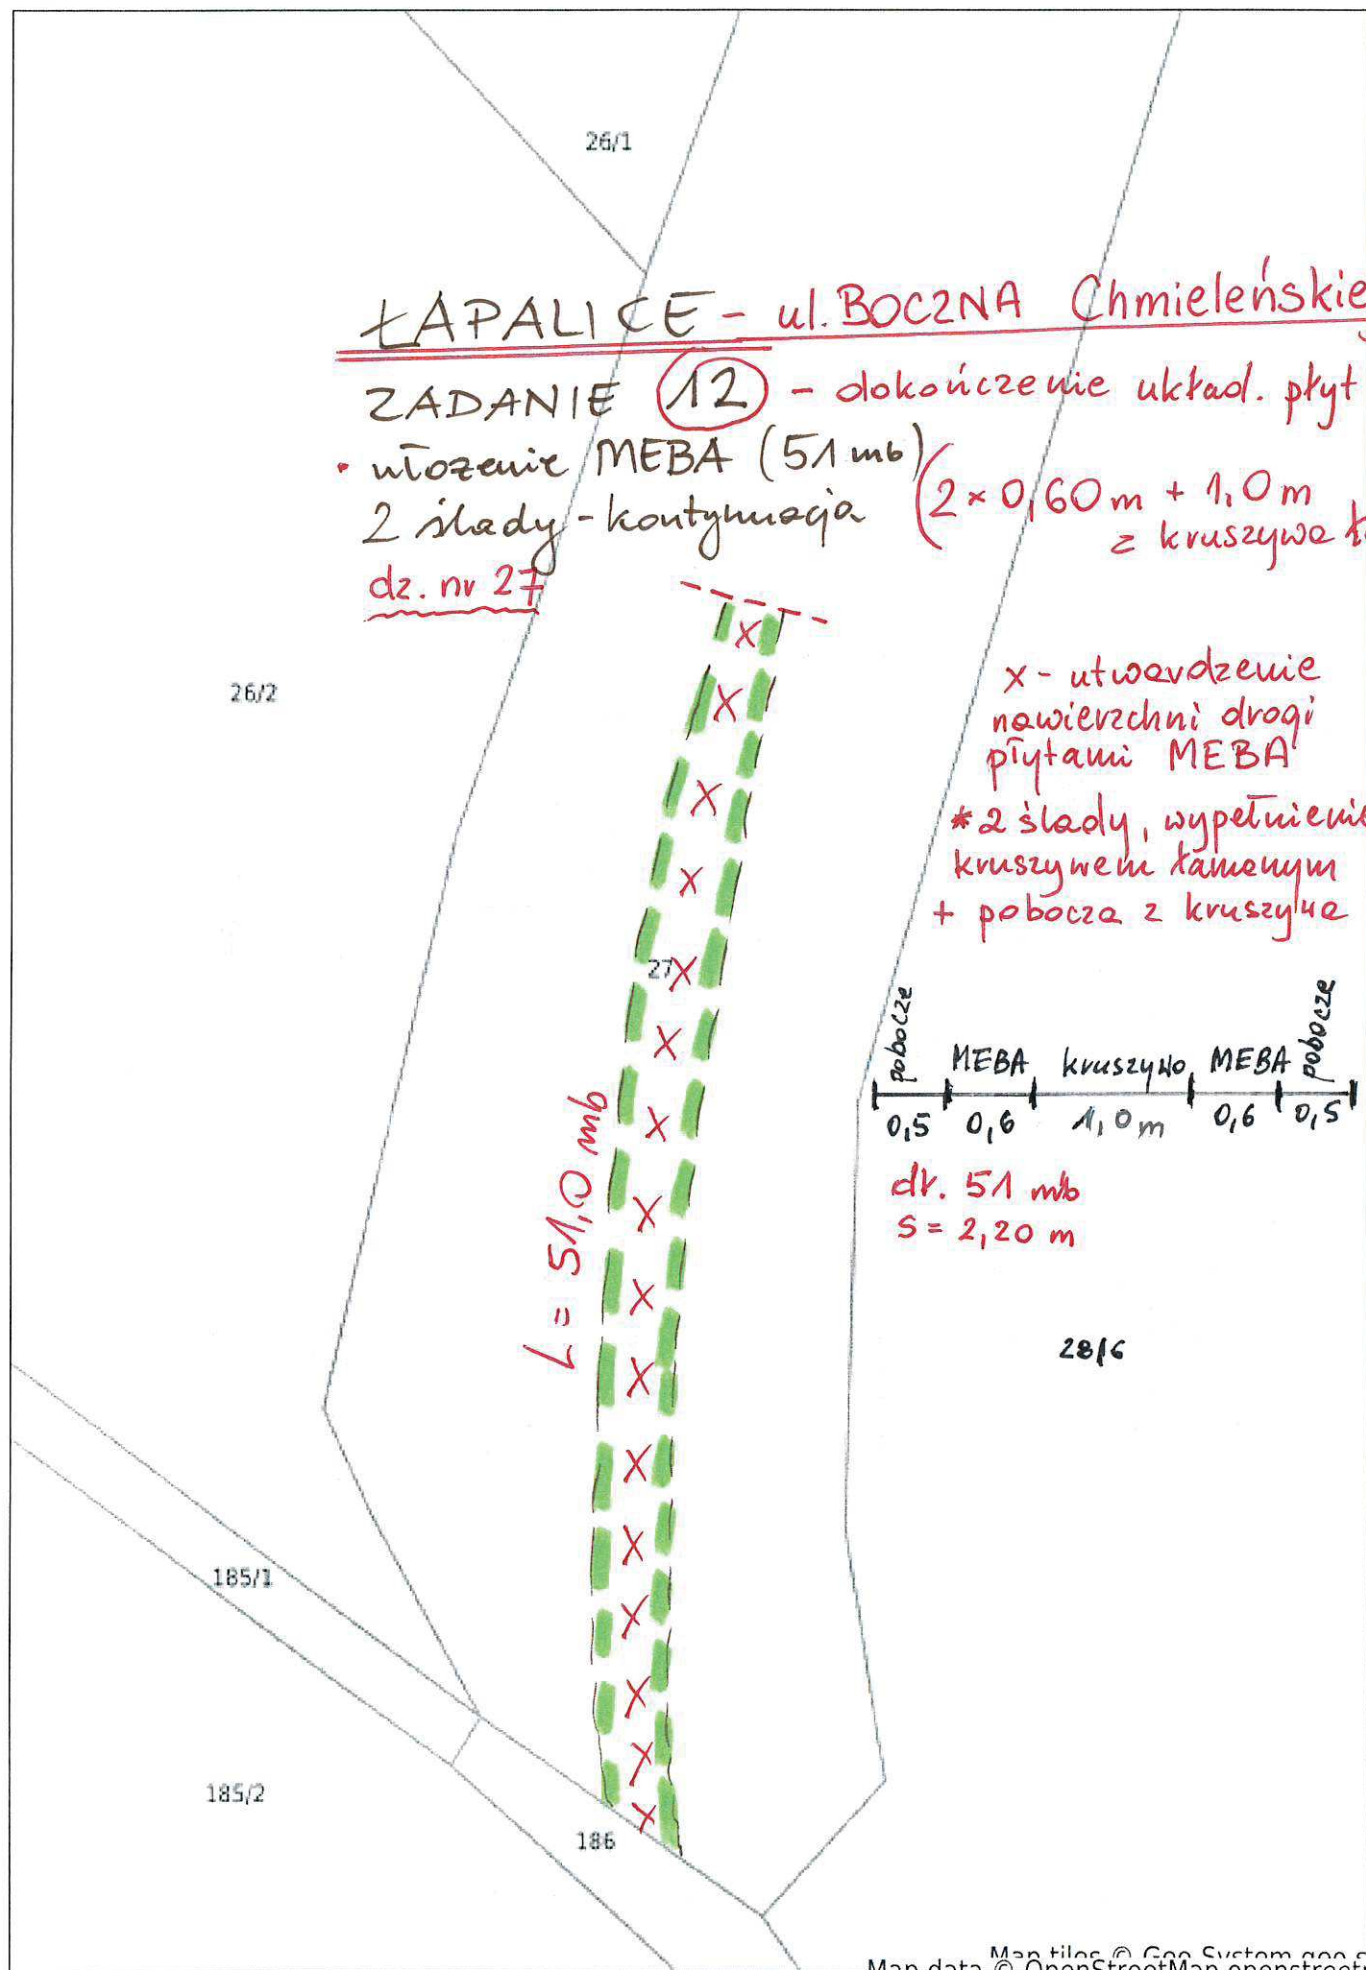 26/1
ŁAPALICE - ul. BOCZNA Chmieleńskie
ZADANIE 12 - dokończenie układ. płyt
• ułożenie MEBA (51 mb)
2 ślady - kontynuacja
(2 × 0,60 m + 1,0 m
z kruszywa
dz. nr 27
26/2
x - utwardzenie
nawierzchni drogi
płytami MEBA
* 2 ślady, wypełnienie
kruszywem łamanym
+ pobocza z kruszywa
27
pobocze MEBA kruszywo MEBA pobocze
0,5 0,6 1,0 m 0,6 0,5
L = 51,0 mb
dł. 51 mb
S = 2,20 m
28/6
185/1
185/2
186
Map tiles © Geo System geo.s
Map data © OpenStreetMap openstreet